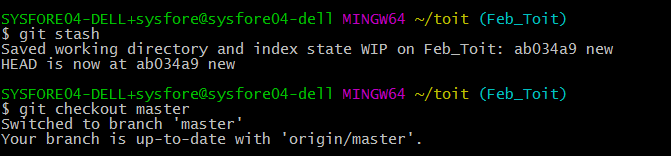 SYSFORE04-DELL+sysfore@sysfore04-dell MINGW64 ~/toit (Feb_Toit)
$ git stash
Saved working directory and index state WIP on Feb_Toit: ab034a9 new
HEAD is now at ab034a9 new
SYSFORE04-DELL+sysfore@sysfore04-dell MINGW64 ~/toit (Feb_Toit)
$ git checkout master
Switched to branch 'master'
Your branch is up-to-date with 'origin/master'.